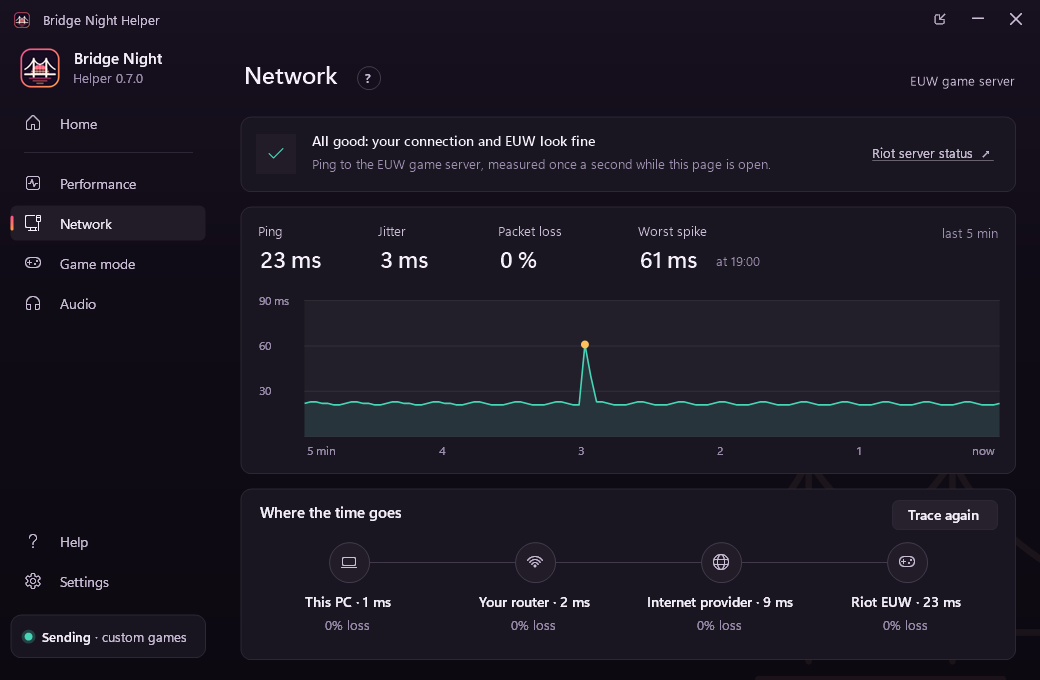 Bridge Night Helper
Bridge Night
Helper 0.7.0
Home
Performance
Network
Game mode
Audio
Help
Settings
Sending · custom games
Network
?
EUW game server
All good: your connection and EUW look fine
Ping to the EUW game server, measured once a second while this page is open.
Riot server status ↗
Ping
Jitter
Packet loss
Worst spike
last 5 min
23 ms
3 ms
0 %
61 ms
at 19:00
90 ms
60
30
5 min
4
3
2
1
now
Where the time goes
Trace again
This PC · 1 ms
Your router · 2 ms
Internet provider · 9 ms
Riot EUW · 23 ms
0% loss
0% loss
0% loss
0% loss